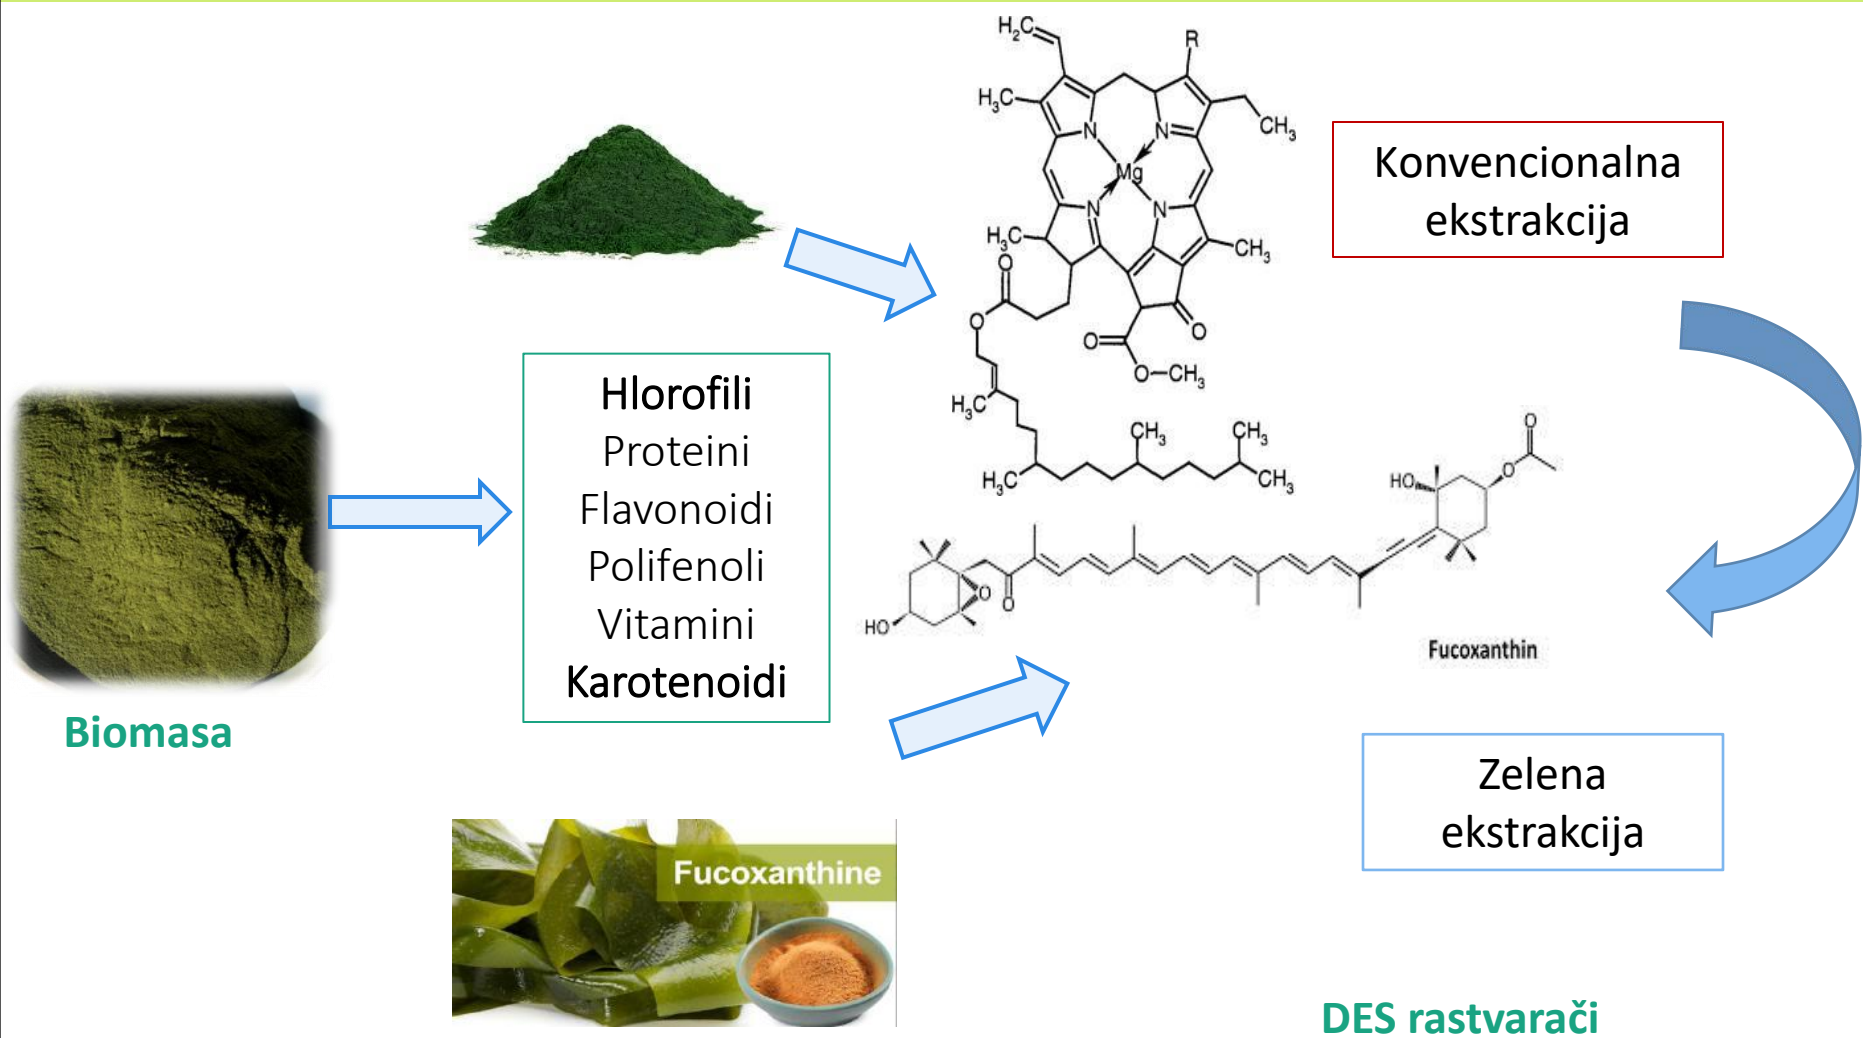 H₂C
R
H₃C
CH₃
N
N
Mg
N
N
H₃C
CH₃
O
O
O
O
O—CH₃
H₃C
CH₃
CH₃
H₃C
CH₃
Konvencionalna
ekstrakcija
Hlorofili
Proteini
Flavonoidi
Polifenoli
Vitamini
Karotenoidi
Biomasa
O
HO
O
O
O
HO
Fucoxanthin
Zelena
ekstrakcija
Fucoxanthine
DES rastvarači